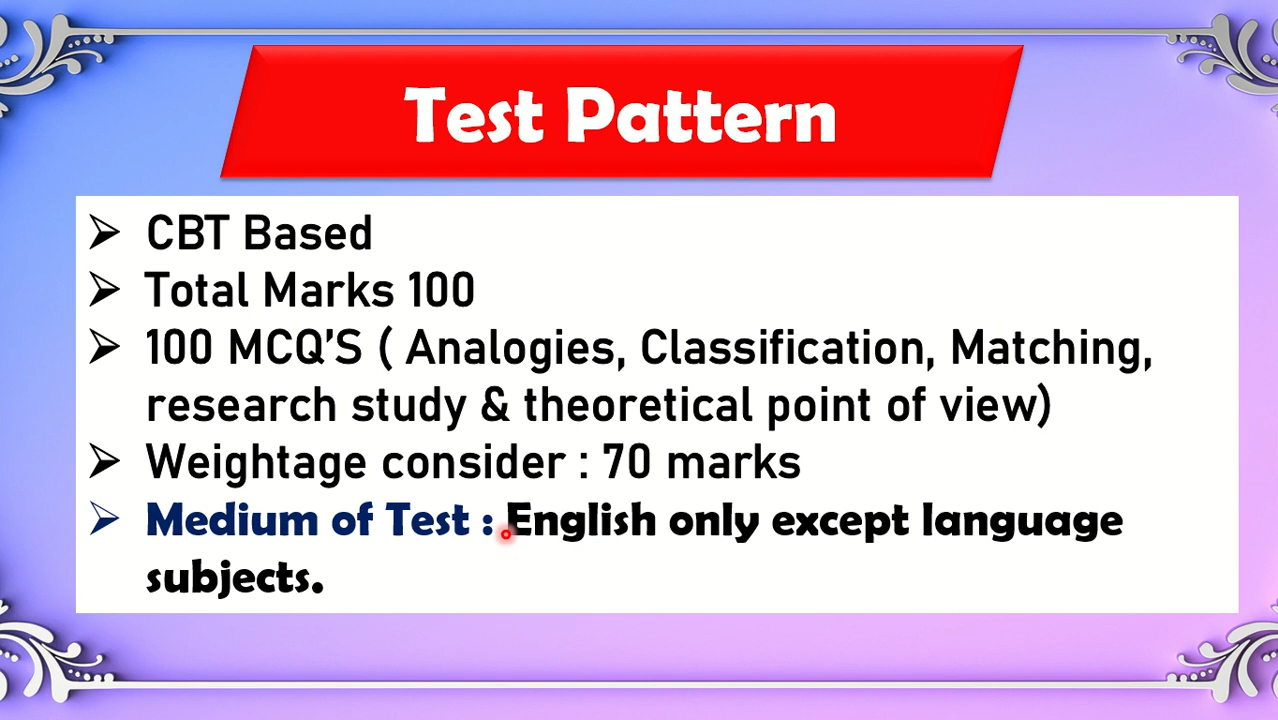 Test Pattern
➢ CBT Based
➢ Total Marks 100
➢ 100 MCQ'S ( Analogies, Classification, Matching,
research study & theoretical point of view)
➢ Weightage consider : 70 marks
➢ Medium of Test : English only except language
subjects.